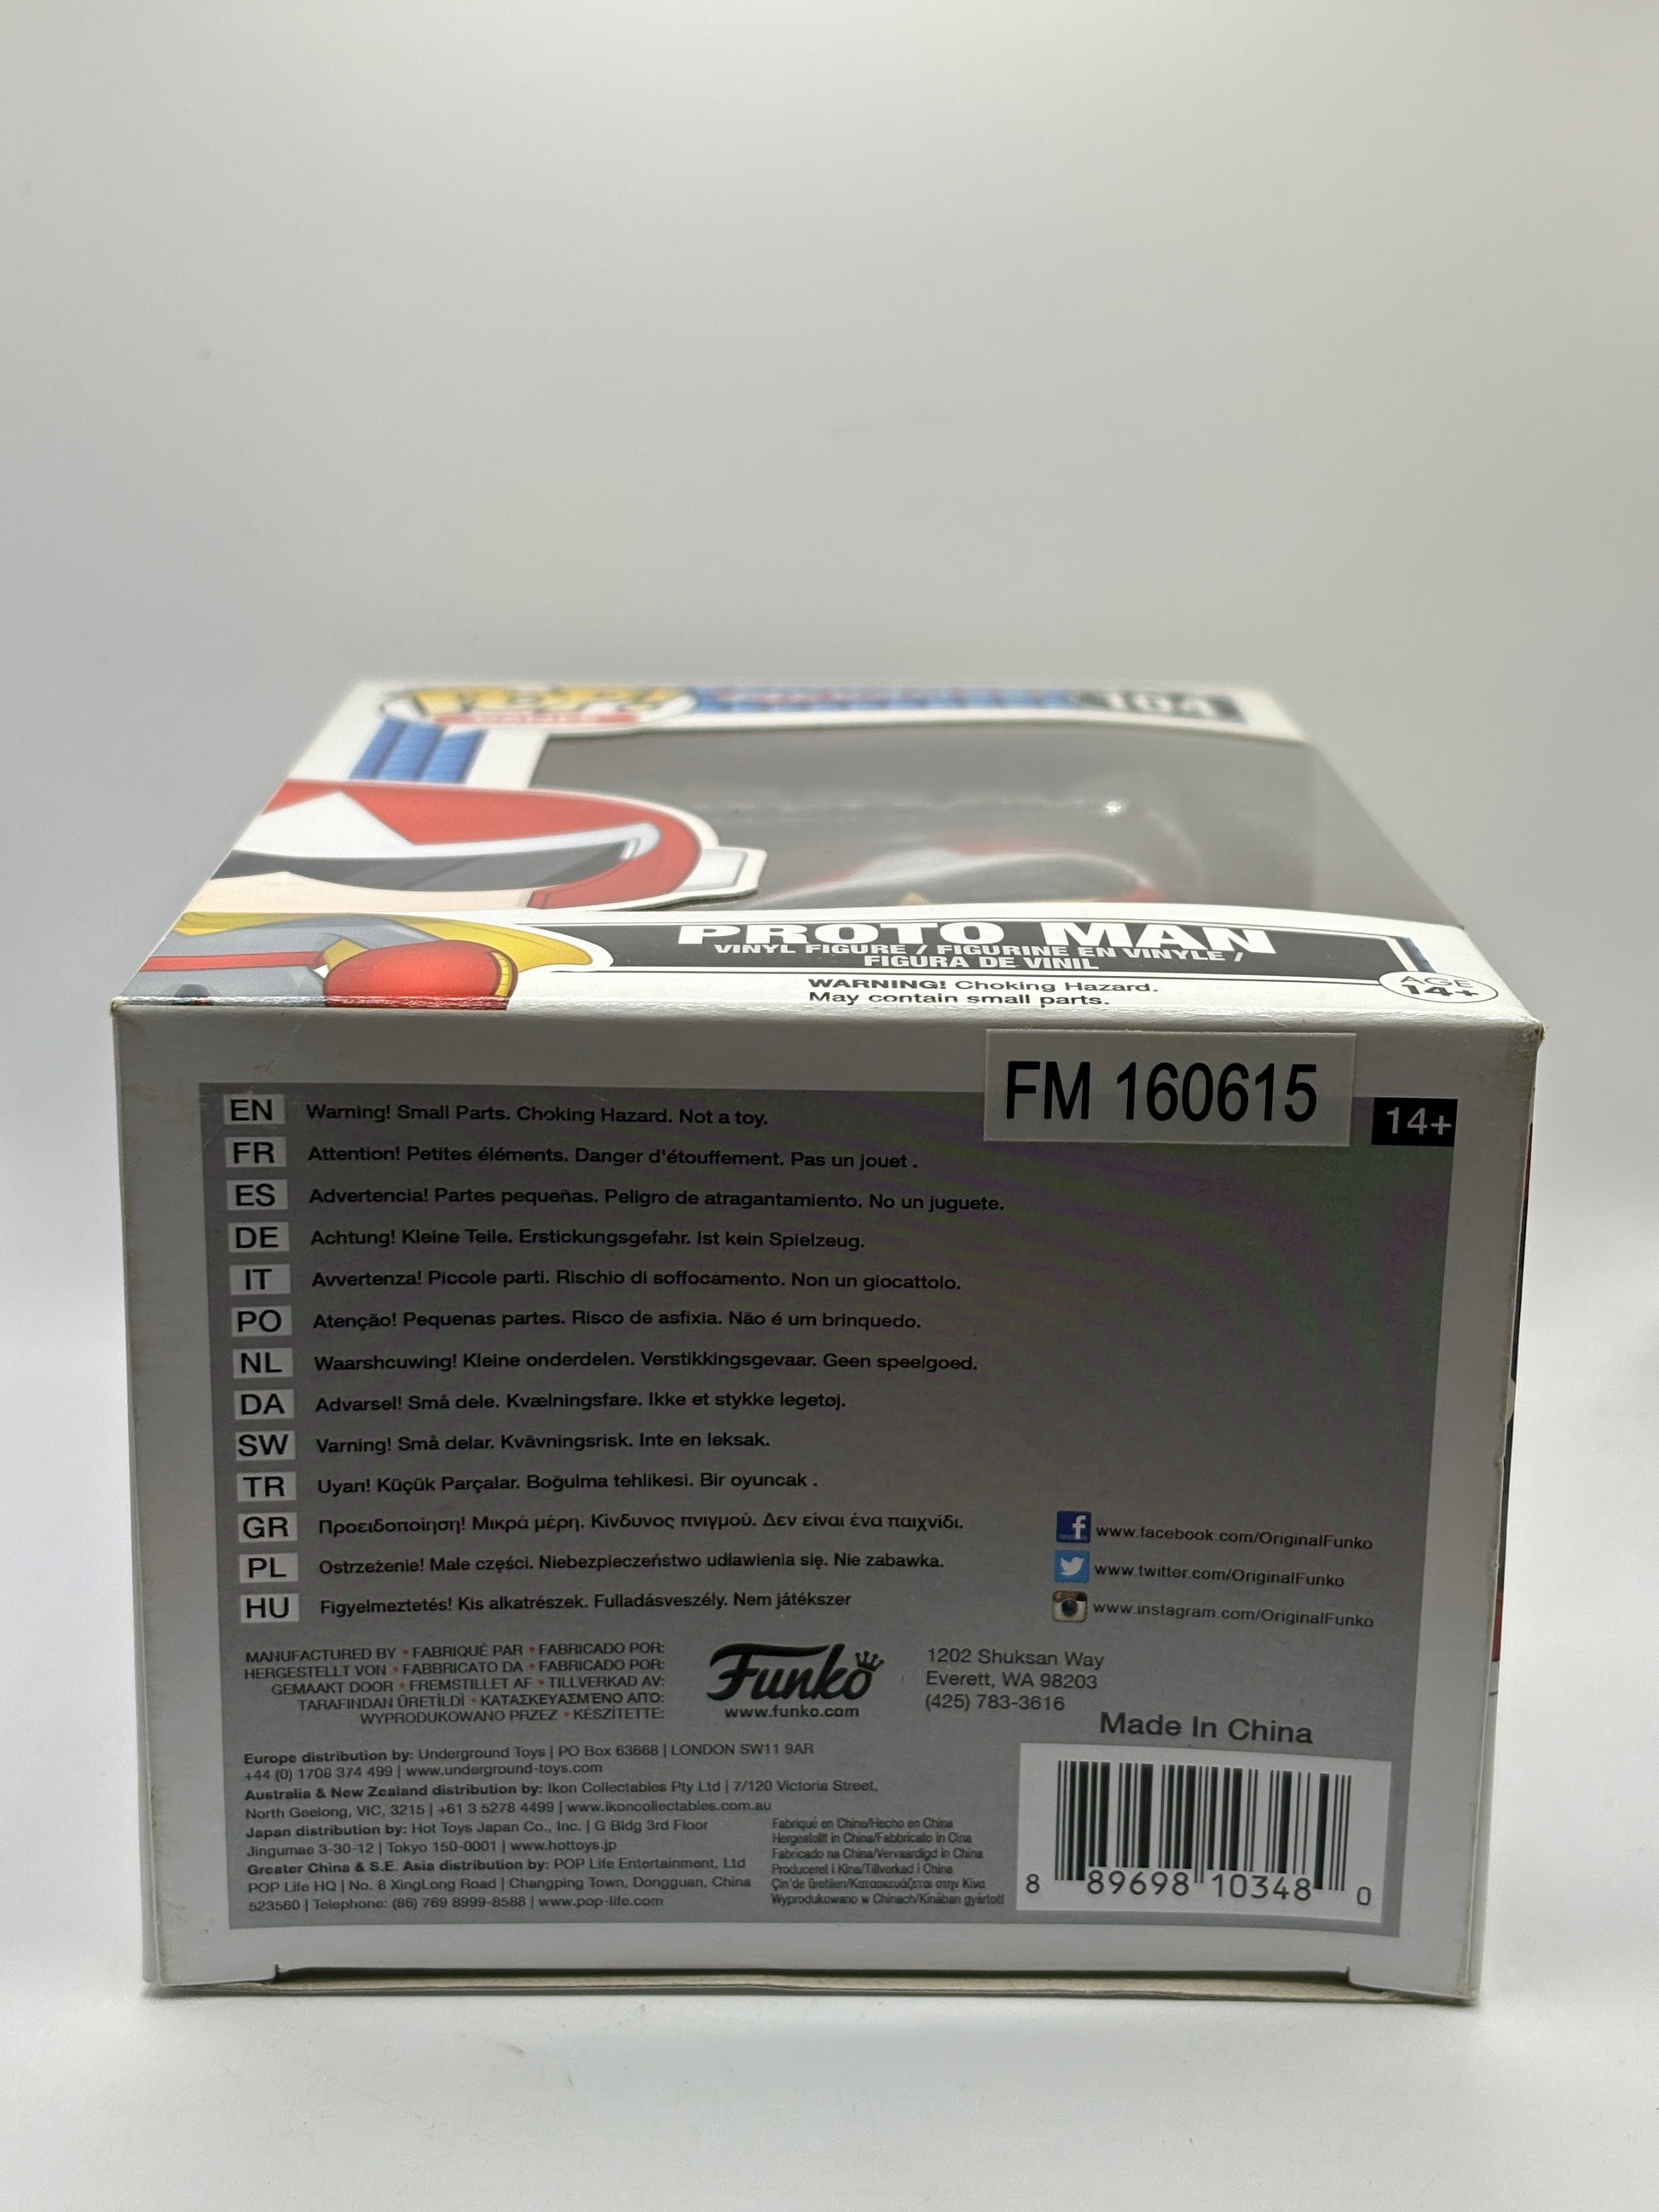 POP!
GAMES
104
PROTO MAN
VINYL FIGURE / FIGURINE EN VINYLE /
FIGURA DE VINIL
WARNING! Choking Hazard.
May contain small parts.
AGE
14+
FM 160615
14+
EN Warning! Small Parts. Choking Hazard. Not a toy.
FR Attention! Petites éléments. Danger d'étouffement. Pas un jouet .
ES Advertencia! Partes pequeñas. Peligro de atragantamiento. No un juguete.
DE Achtung! Kleine Teile. Erstickungsgefahr. Ist kein Spielzeug.
IT Avvertenza! Piccole parti. Rischio di soffocamento. Non un giocattolo.
PO Atenção! Pequenas partes. Risco de asfixia. Não é um brinquedo.
NL Waarshcuwing! Kleine onderdelen. Verstikkingsgevaar. Geen speelgoed.
DA Advarsel! Små dele. Kvælningsfare. Ikke et stykke legetøj.
SW Varning! Små delar. Kvävningsrisk. Inte en leksak.
TR Uyarı! Küçük Parçalar. Boğulma tehlikesi. Bir oyuncak .
GR Προειδοποίηση! Μικρά μέρη. Κίνδυνος πνιγμού. Δεν είναι ένα παιχνίδι.
PL Ostrzeżenie! Małe części. Niebezpieczeństwo udławienia się. Nie zabawka.
HU Figyelmeztetés! Kis alkatrészek. Fulladásveszély. Nem játékszer
www.facebook.com/OriginalFunko
www.twitter.com/OriginalFunko
www.instagram.com/OriginalFunko
MANUFACTURED BY • FABRIQUÉ PAR • FABRICADO POR:
HERGESTELLT VON • FABBRICATO DA • FABRICADO POR:
GEMAAKT DOOR • FREMSTILLET AF • TILLVERKAD AV:
TARAFINDAN ÜRETİLDİ • ΚΑΤΑΣΚΕΥΑΣΜΈΝΟ ΑΠΌ:
WYPRODUKOWANO PRZEZ • KÉSZÍTETTE:
Funko
www.funko.com
1202 Shuksan Way
Everett, WA 98203
(425) 783-3616
Made In China
Europe distribution by: Underground Toys | PO Box 63668 | LONDON SW11 9AR
+44 (0) 1708 374 499 | www.underground-toys.com
Australia & New Zealand distribution by: Ikon Collectables Pty Ltd | 7/120 Victoria Street,
North Geelong, VIC, 3215 | +61 3 5278 4499 | www.ikoncollectables.com.au
Japan distribution by: Hot Toys Japan Co., Inc. | G Bldg 3rd Floor
Jingumae 3-30-12 | Tokyo 150-0001 | www.hottoys.jp
Greater China & S.E. Asia distribution by: POP Life Entertainment, Ltd
POP Life HQ | No. 8 XingLong Road | Changping Town, Dongguan, China
523560 | Telephone: (86) 769 8999-8588 | www.pop-life.com
Fabriqué en Chine/Hecho en China
Hergestellt in China/Fabbricato in Cina
Fabricado na China/Vervaardigd in China
Produceret i Kina/Tillverkad i China
Çin'de üretilen/Κατασκευάζεται στην Κίνα
Wyprodukowano w Chinach/Kínában gyártott
8 89698 10348 0